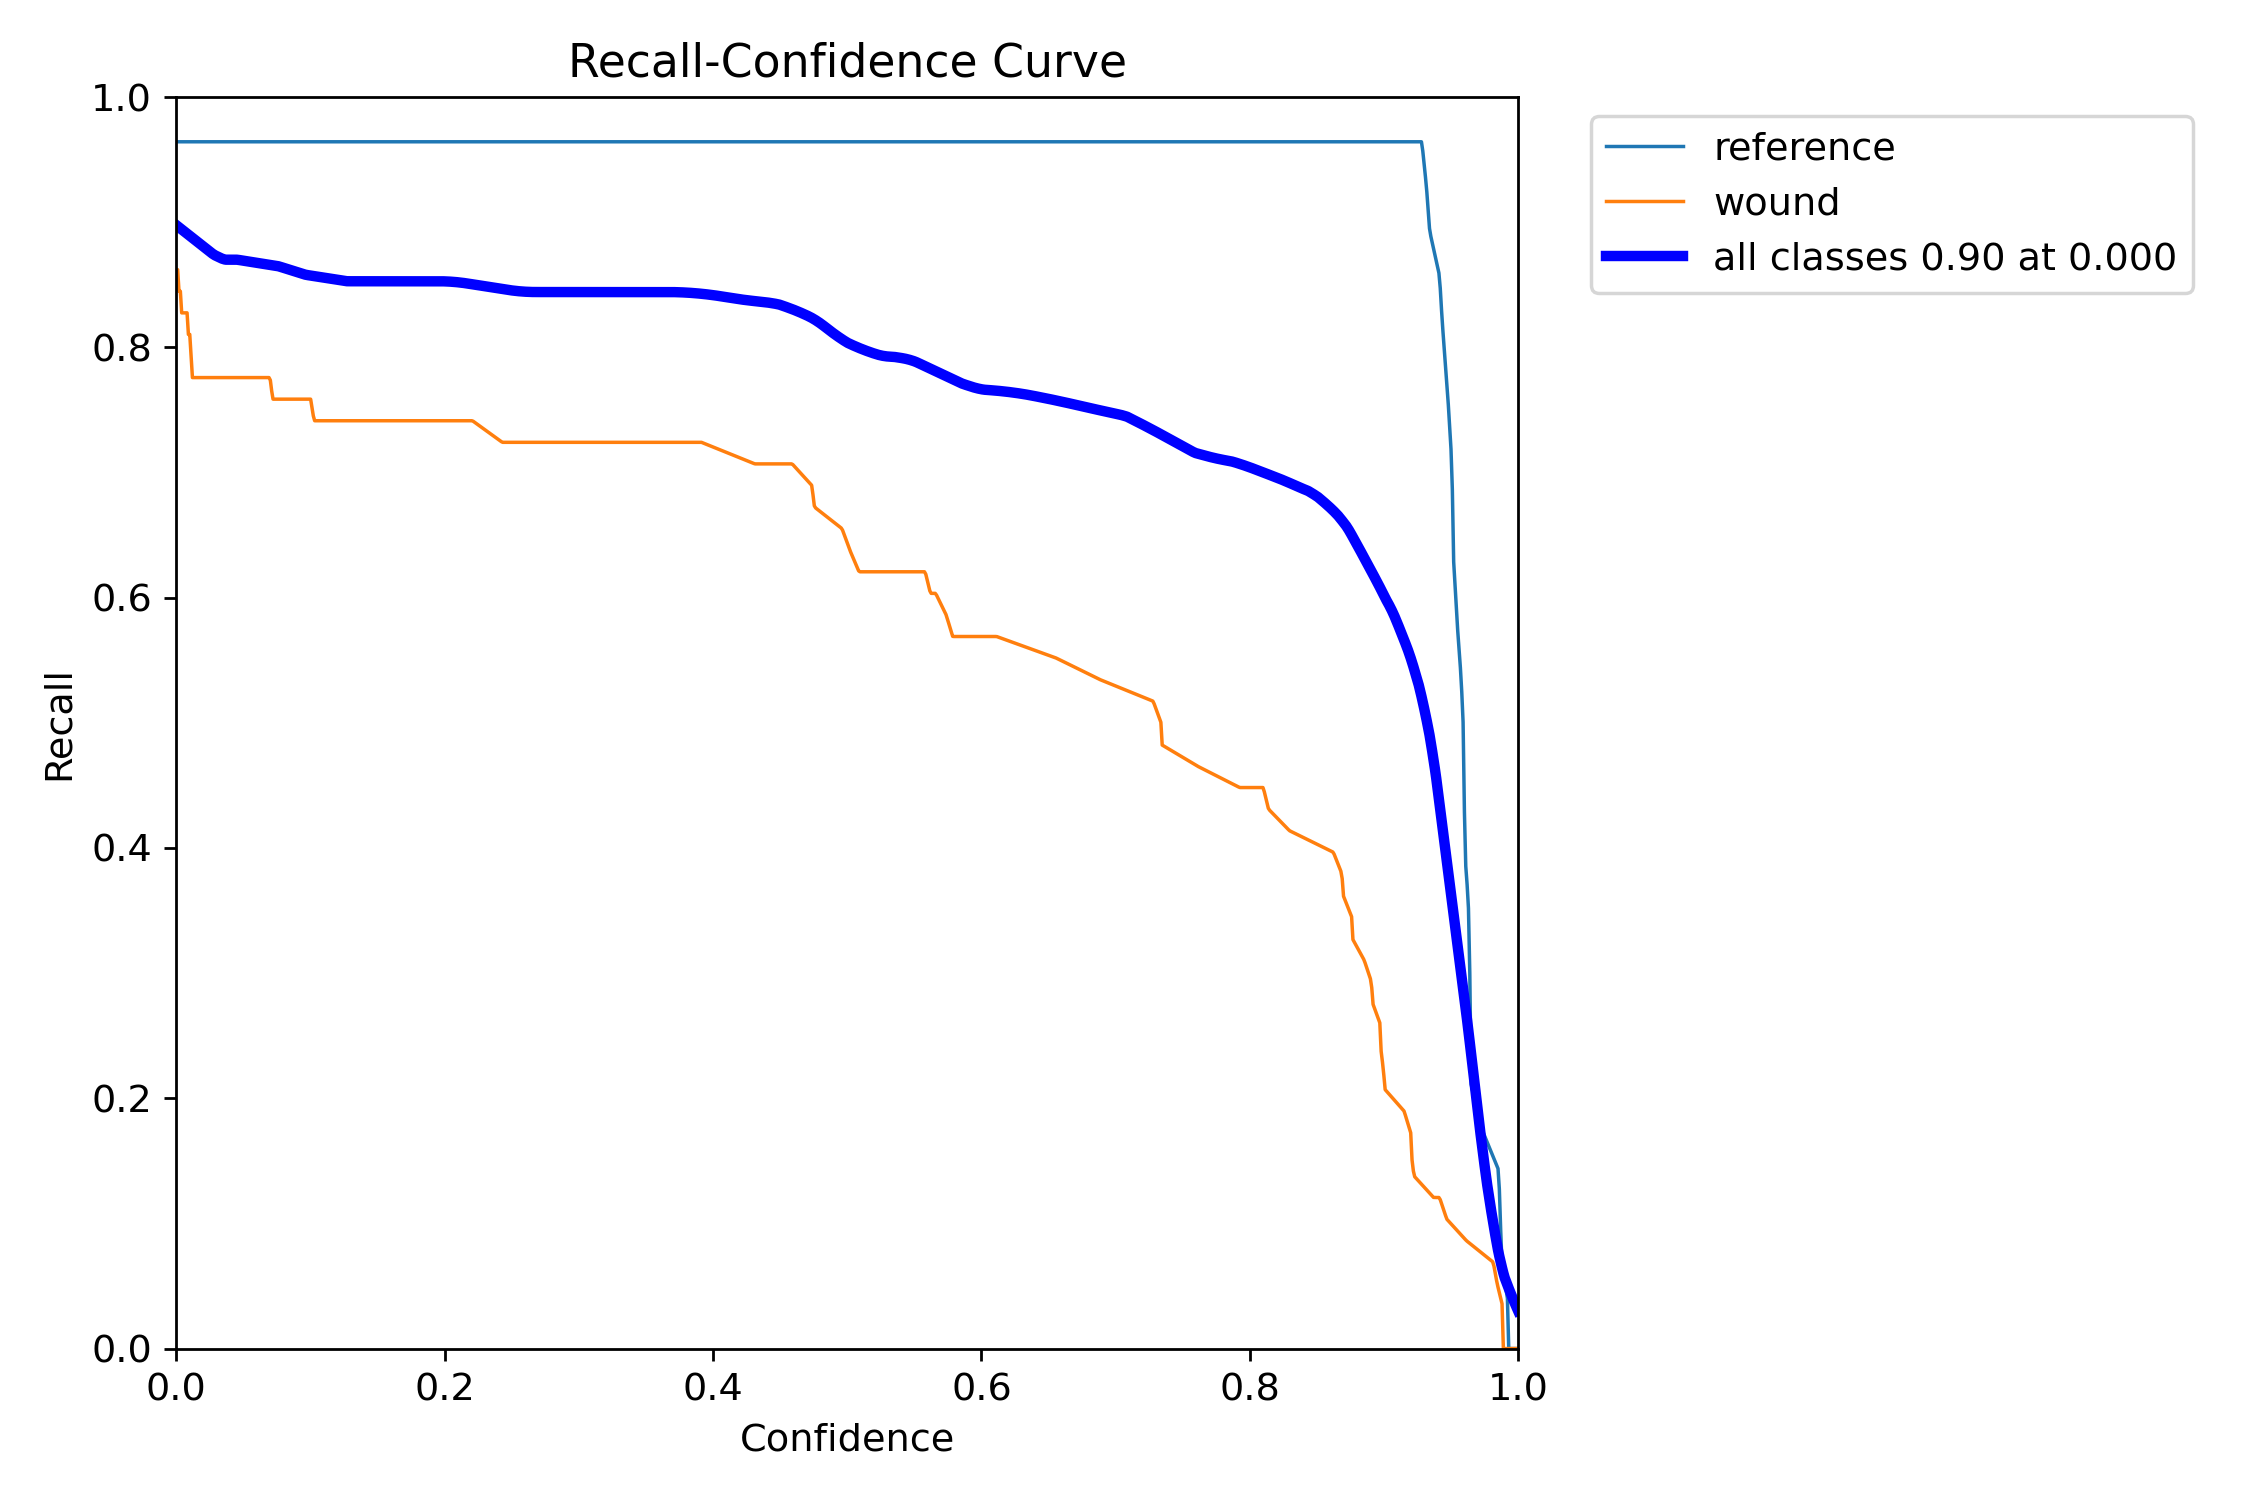 Recall-Confidence Curve
1.0
0.8
0.6
0.4
0.2
0.0
Recall
0.0 0.2 0.4 0.6 0.8 1.0
Confidence
reference
wound
all classes 0.90 at 0.000